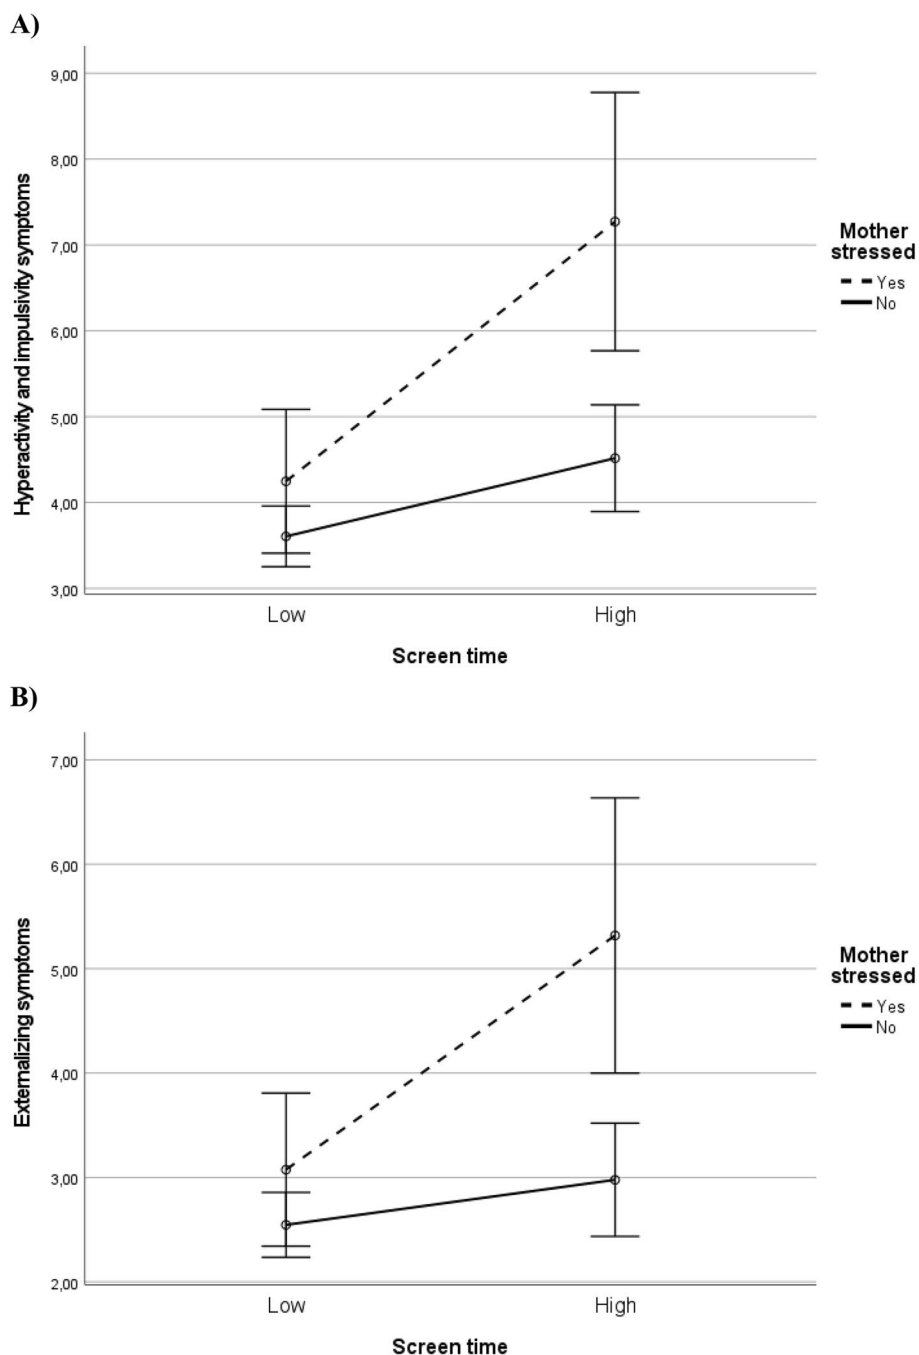 A)
Hyperactivity and impulsivity symptoms
9,00
8,00
7,00
6,00
5,00
4,00
3,00
Low
High
Screen time
Mother
stressed
Yes
No
B)
Externalizing symptoms
7,00
6,00
5,00
4,00
3,00
2,00
Low
High
Screen time
Mother
stressed
Yes
No